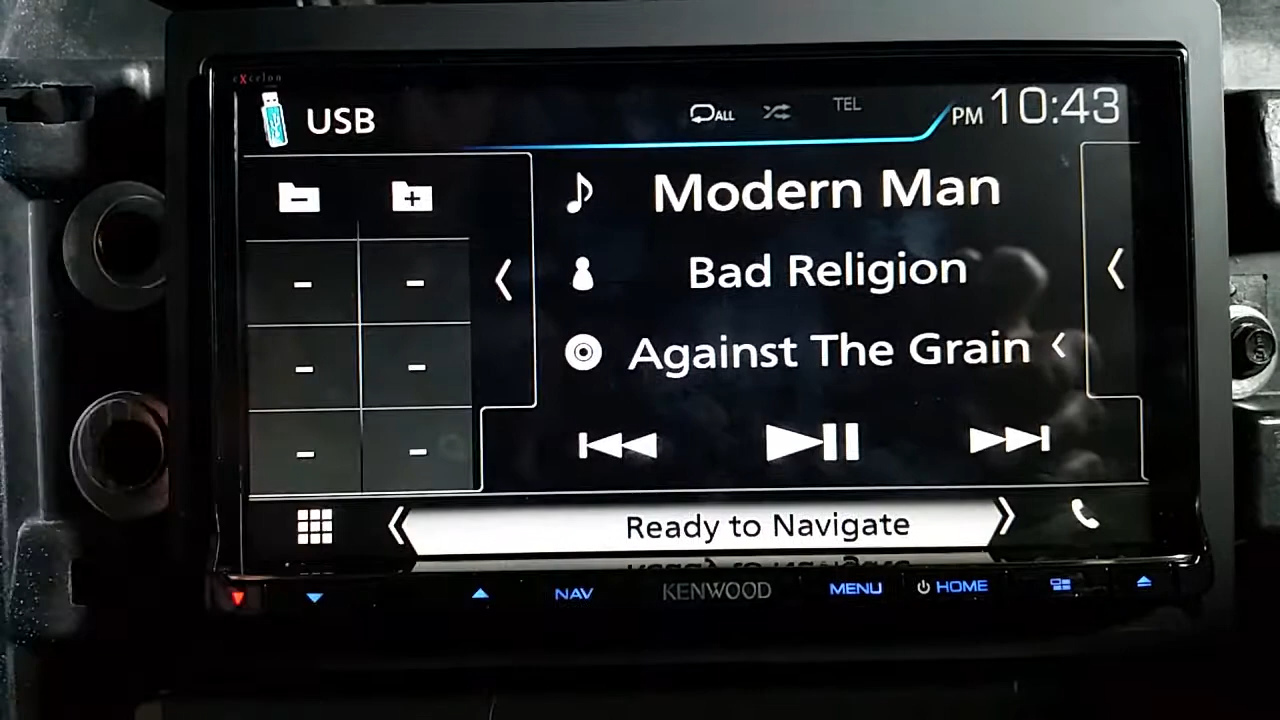 eXcelon
USB
ALL
TEL
PM 10:43
Modern Man
Bad Religion
Against The Grain
Ready to Navigate
NAV
KENWOOD
MENU
HOME